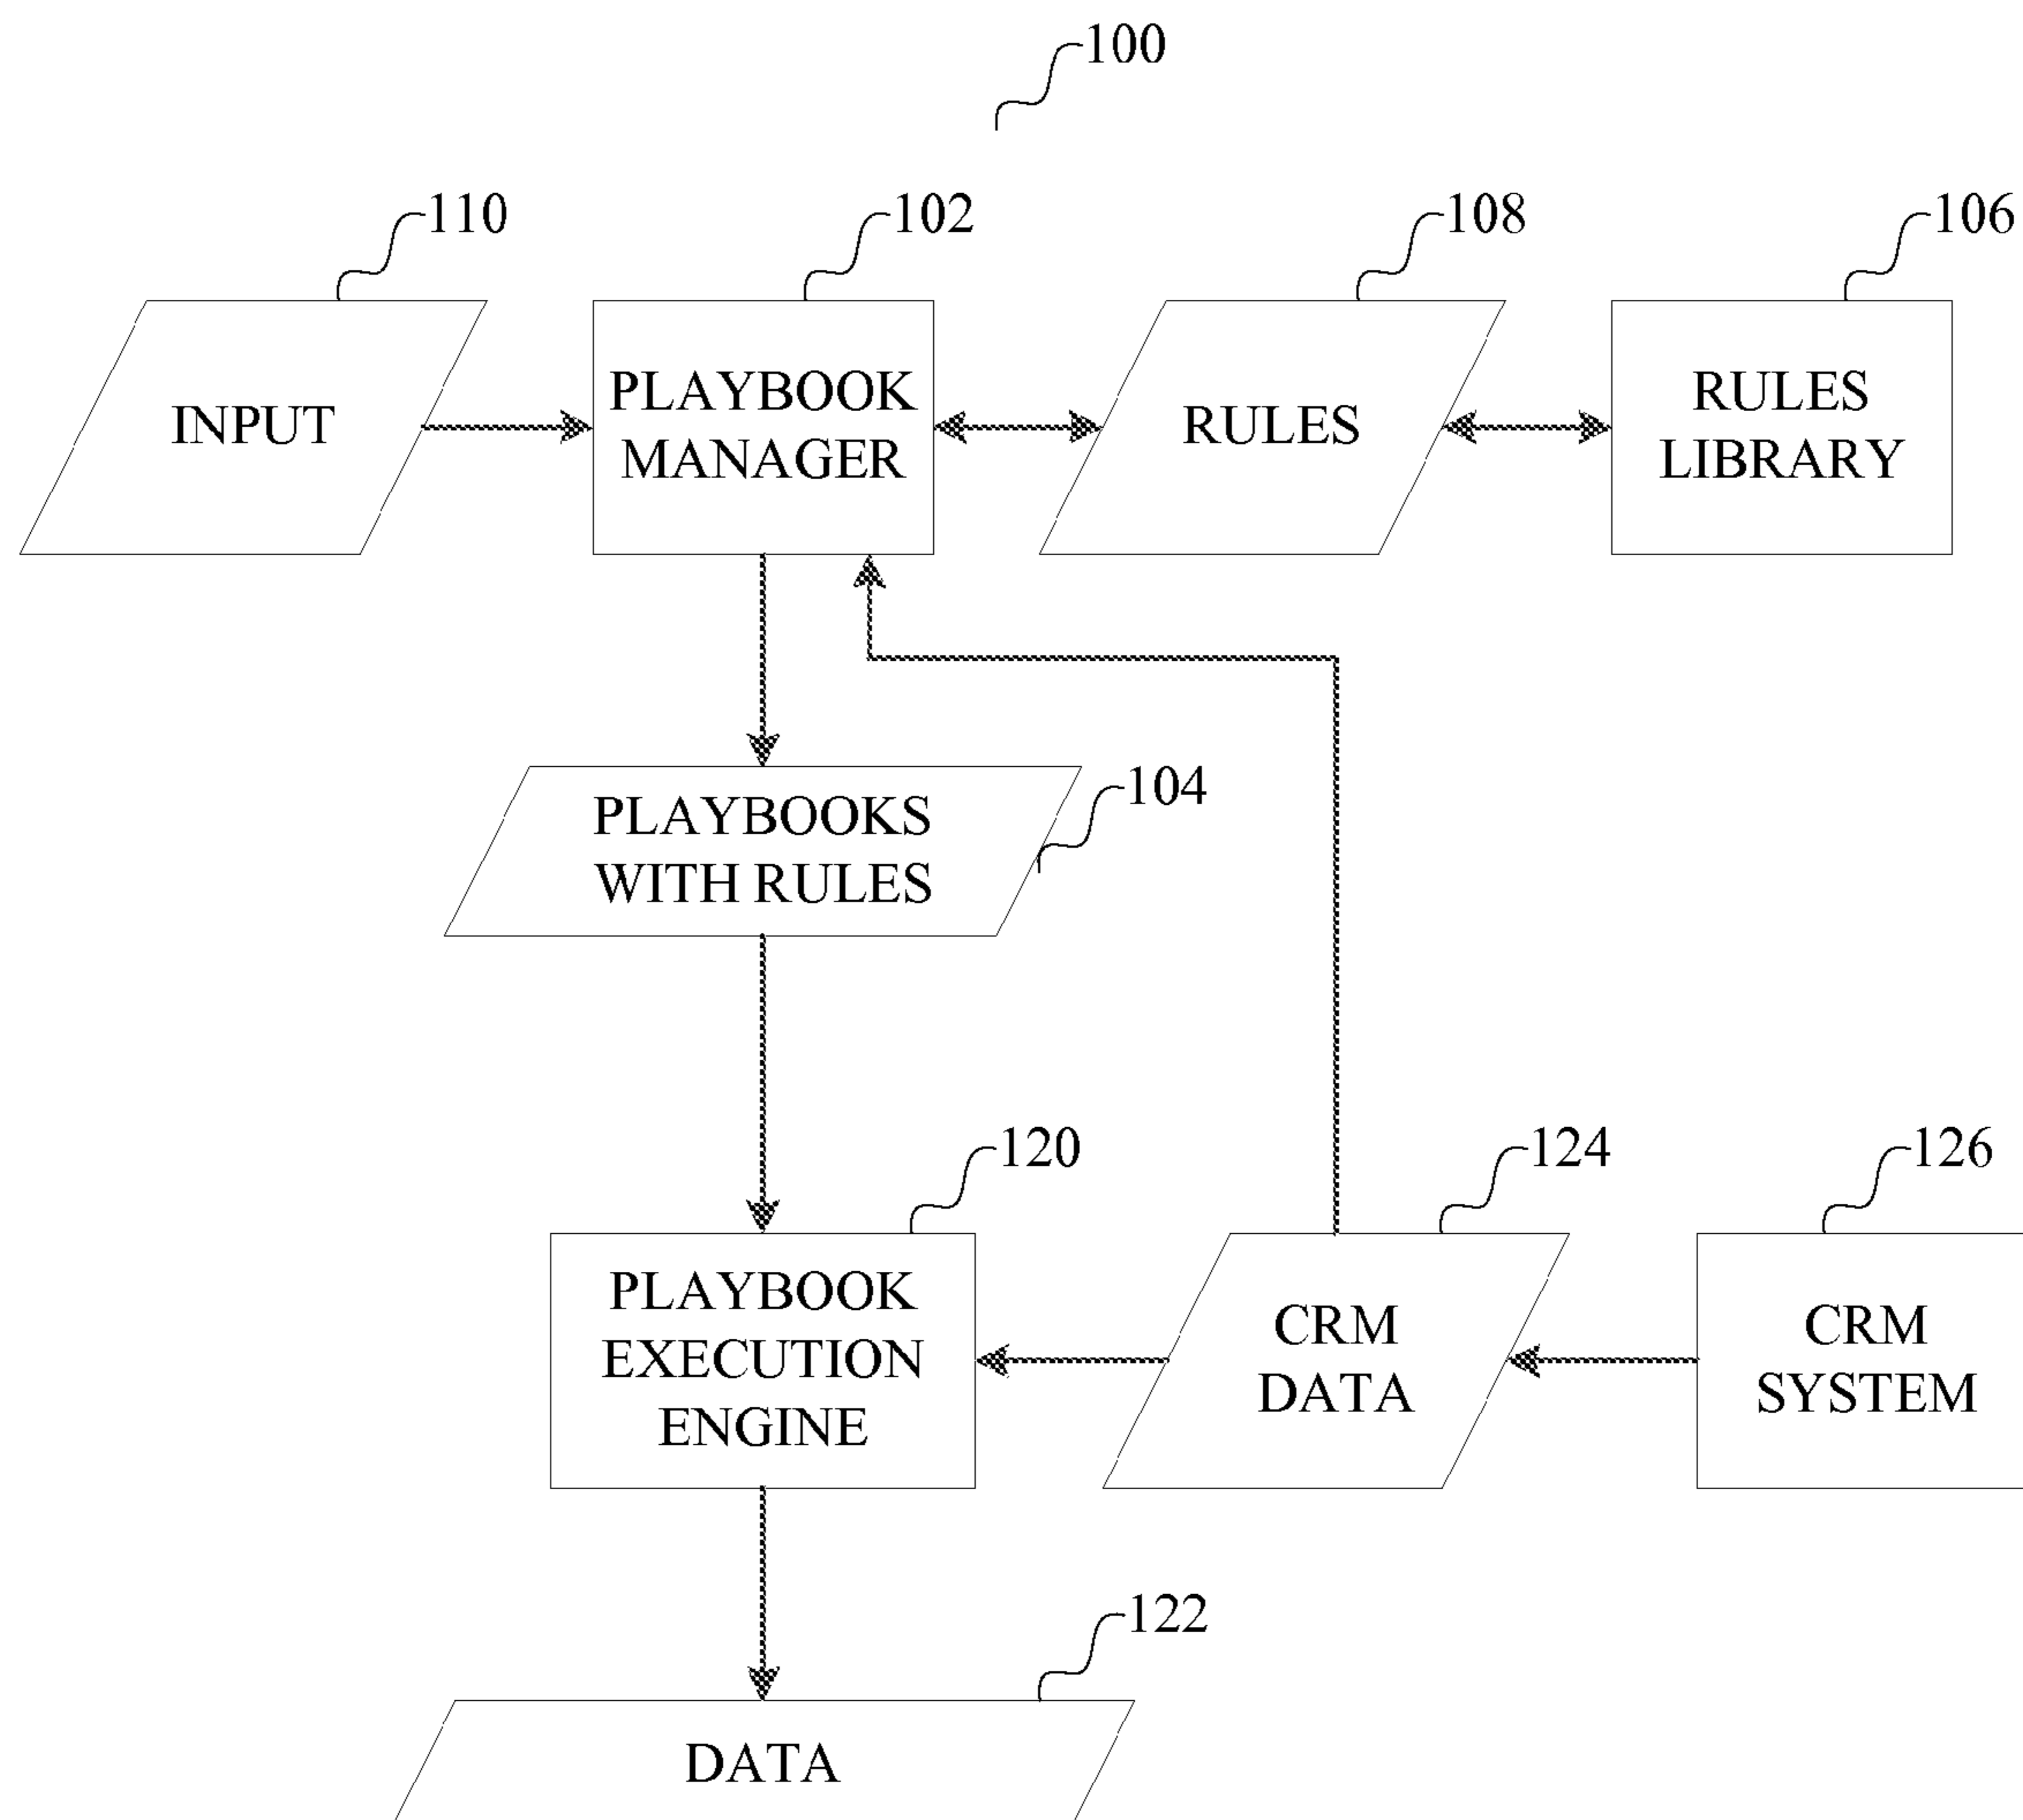 100
110
102
108
106
INPUT
PLAYBOOK
MANAGER
RULES
RULES
LIBRARY
PLAYBOOKS
WITH RULES
104
120
124
126
PLAYBOOK
EXECUTION
ENGINE
CRM
DATA
CRM
SYSTEM
122
DATA